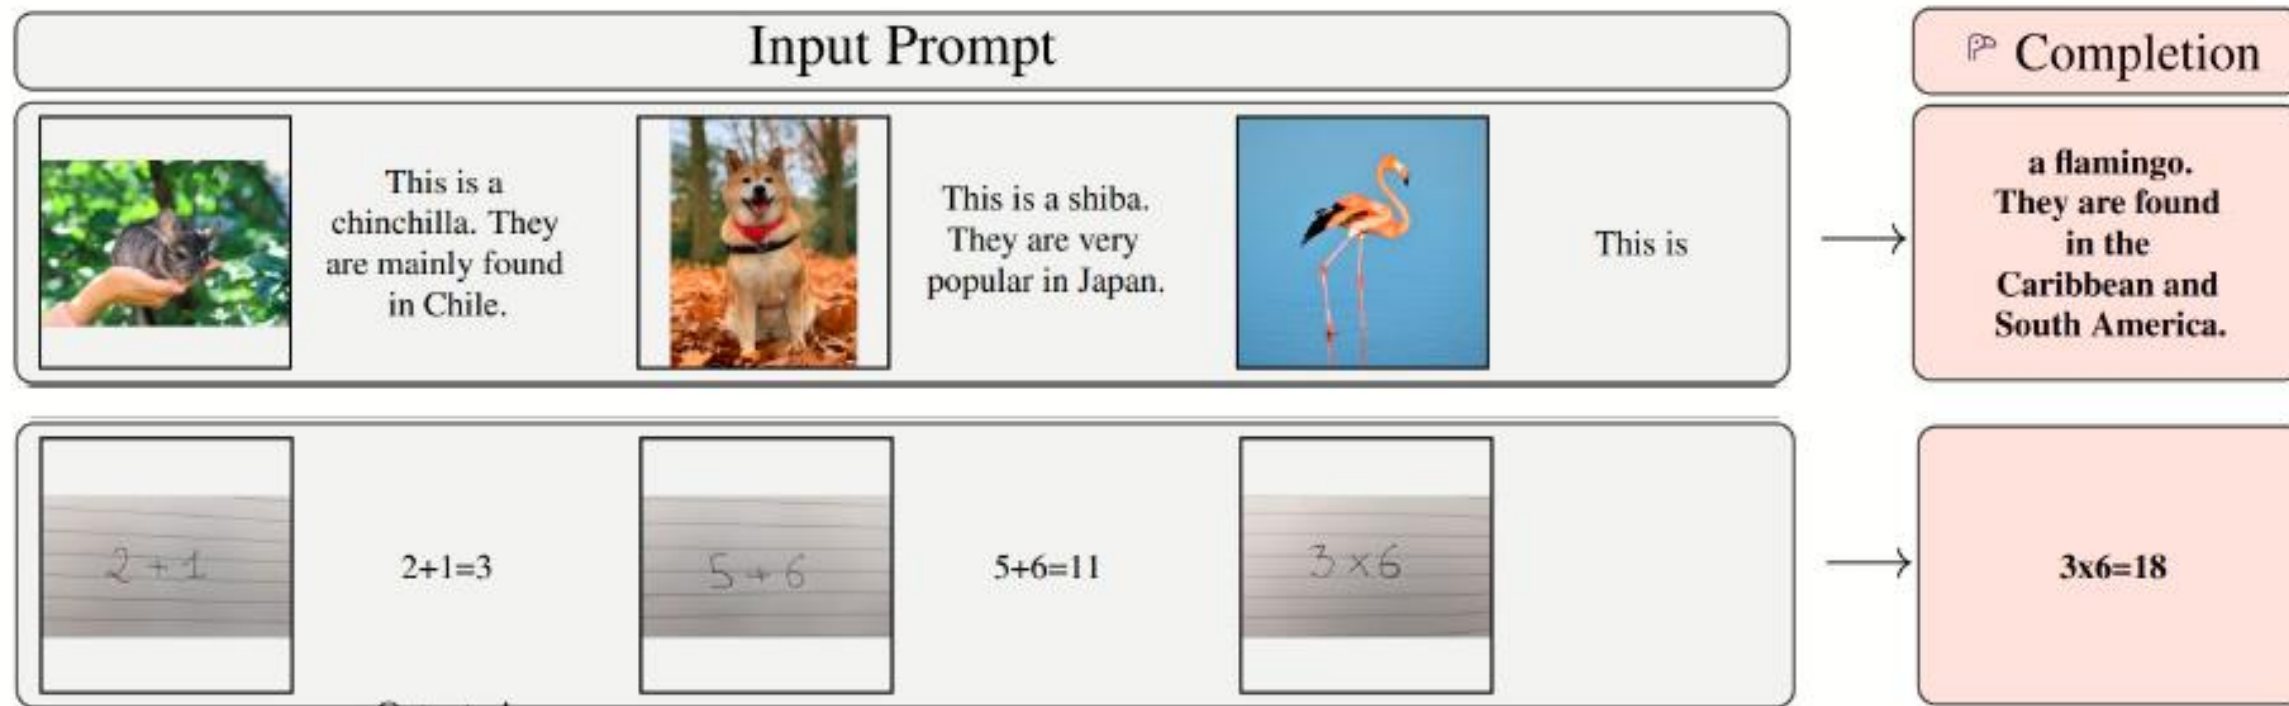 Input Prompt
Completion
This is a
chinchilla. They
are mainly found
in Chile.
This is a shiba.
They are very
popular in Japan.
This is
a flamingo.
They are found
in the
Caribbean and
South America.
2+1
2+1=3
5+6
5+6=11
3×6
3x6=18